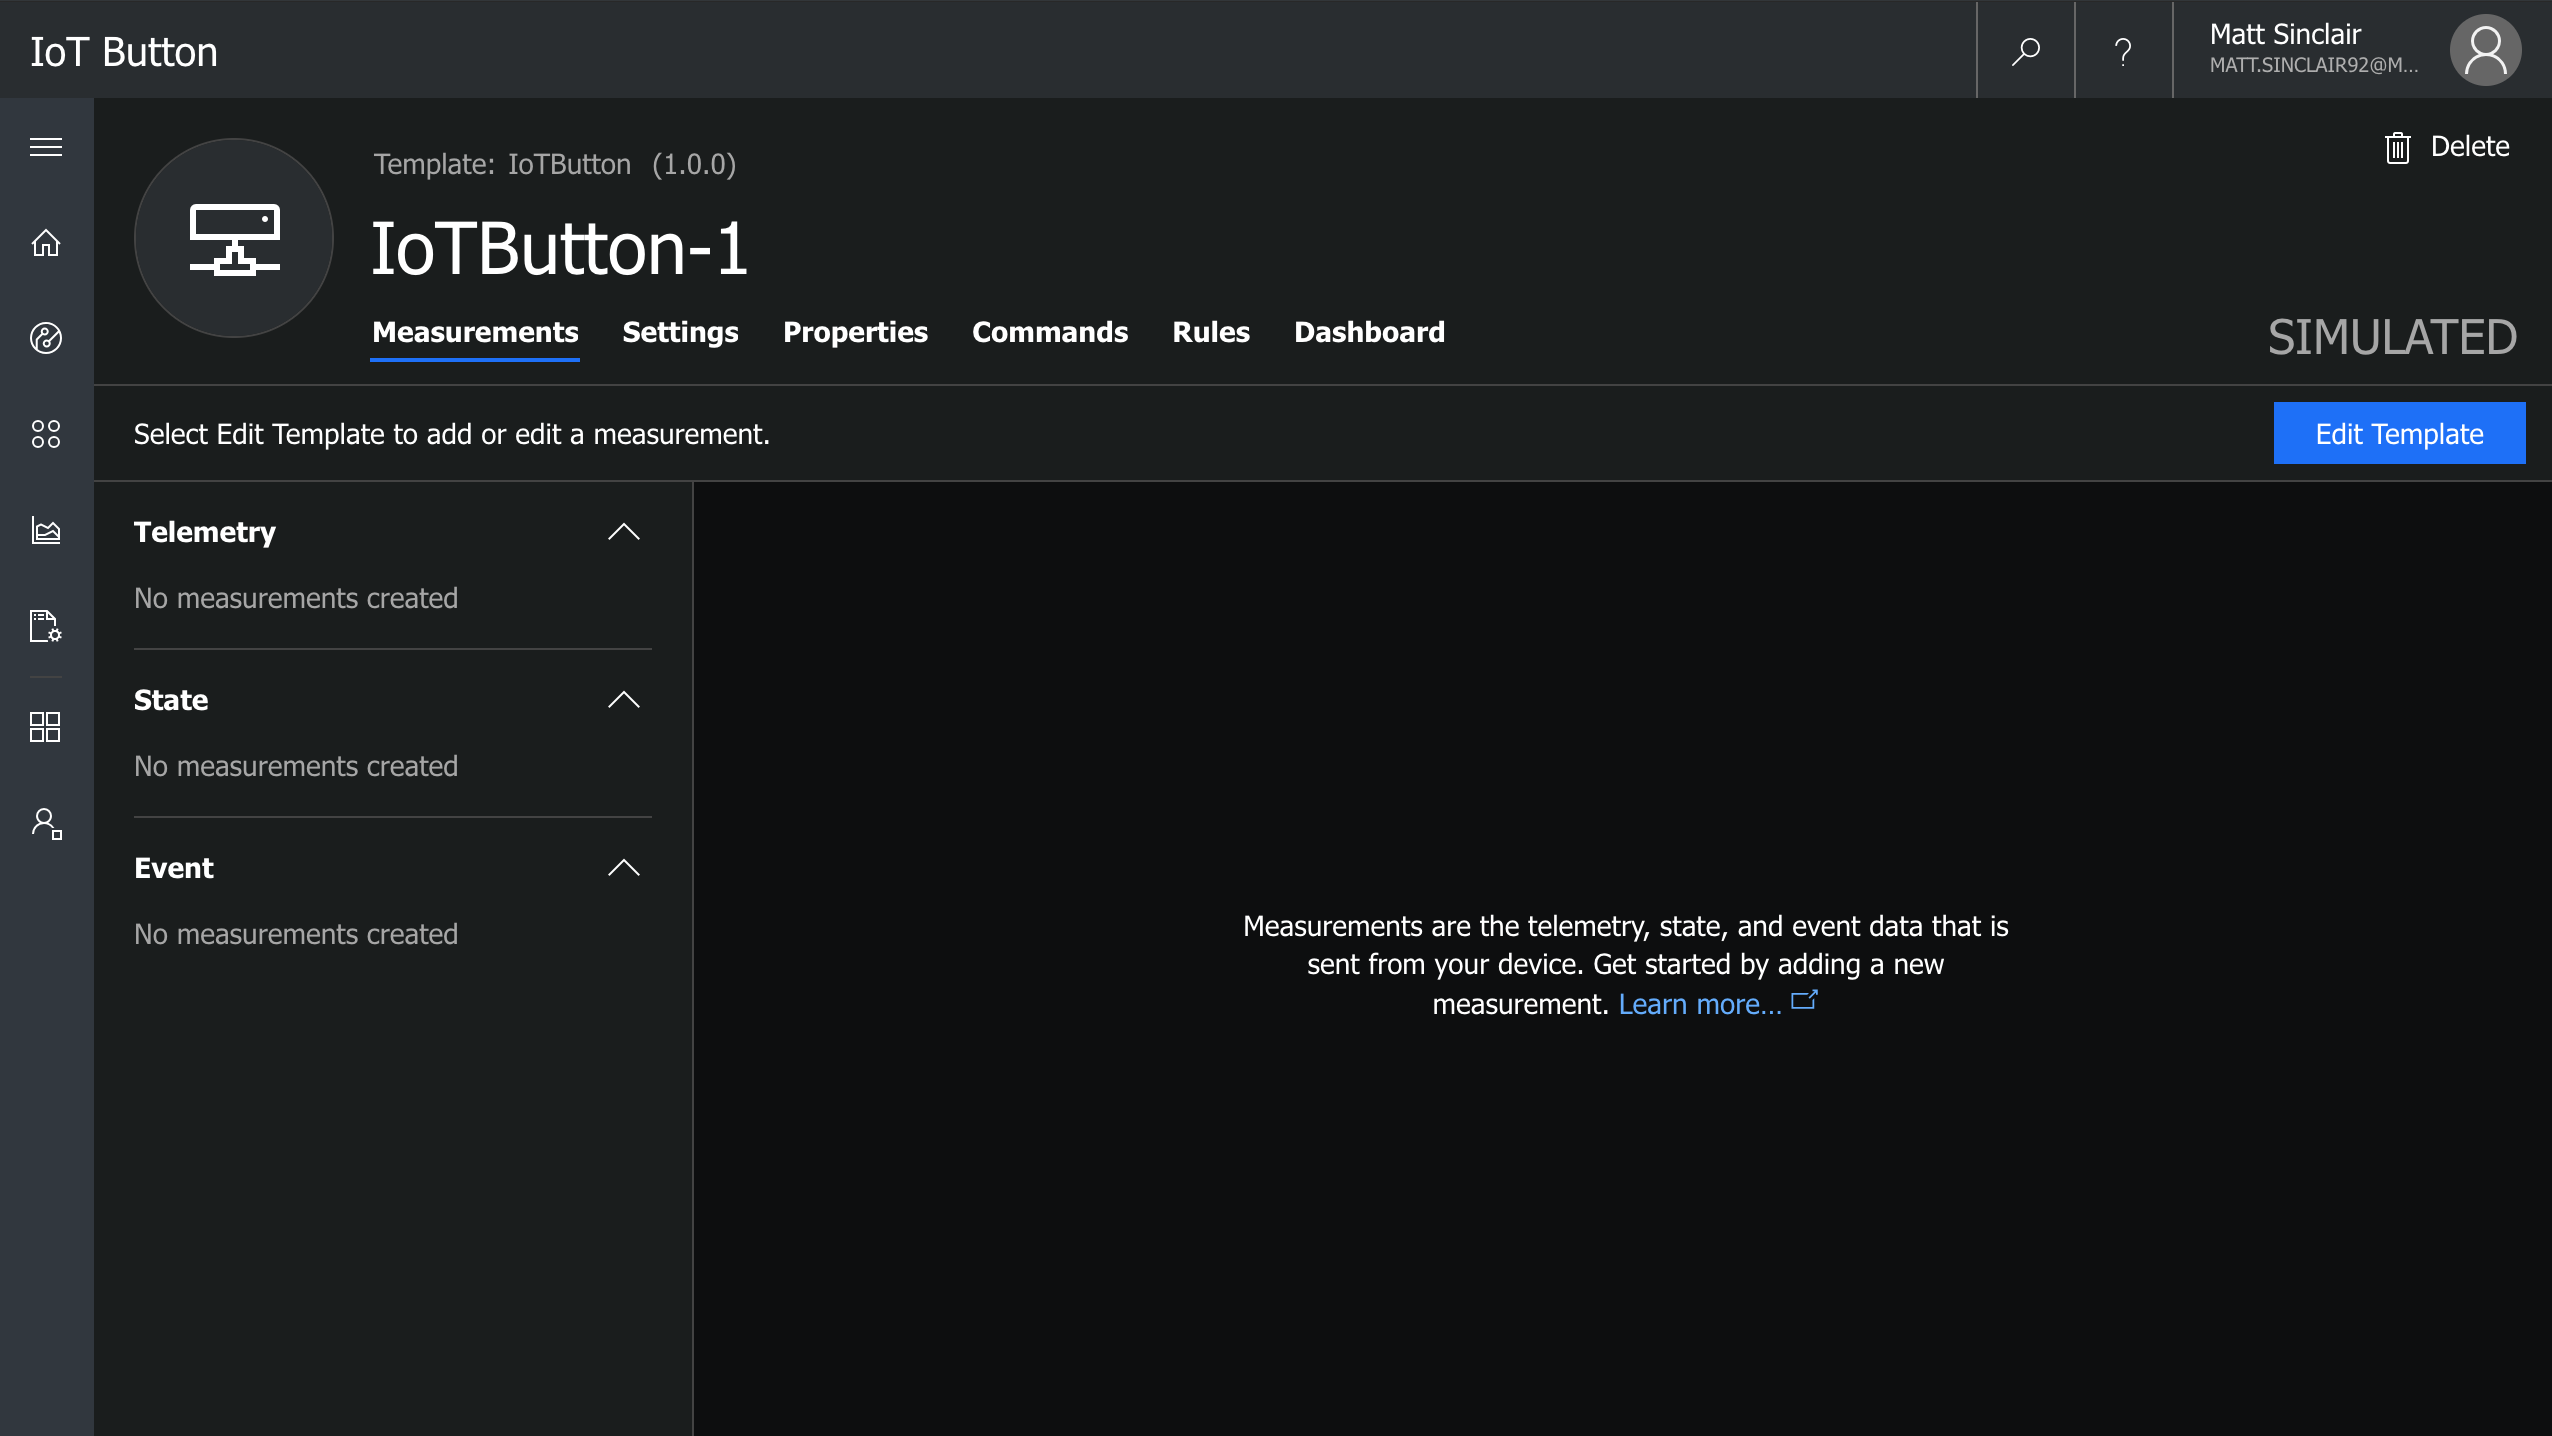 IoT Button
?
Matt Sinclair
MATT.SINCLAIR92@M...
Template: IoTButton (1.0.0)
Delete
IoTButton-1
Measurements Settings Properties Commands Rules Dashboard
SIMULATED
Select Edit Template to add or edit a measurement.
Edit Template
Telemetry
No measurements created
State
No measurements created
Event
No measurements created
Measurements are the telemetry, state, and event data that is
sent from your device. Get started by adding a new
measurement. Learn more...